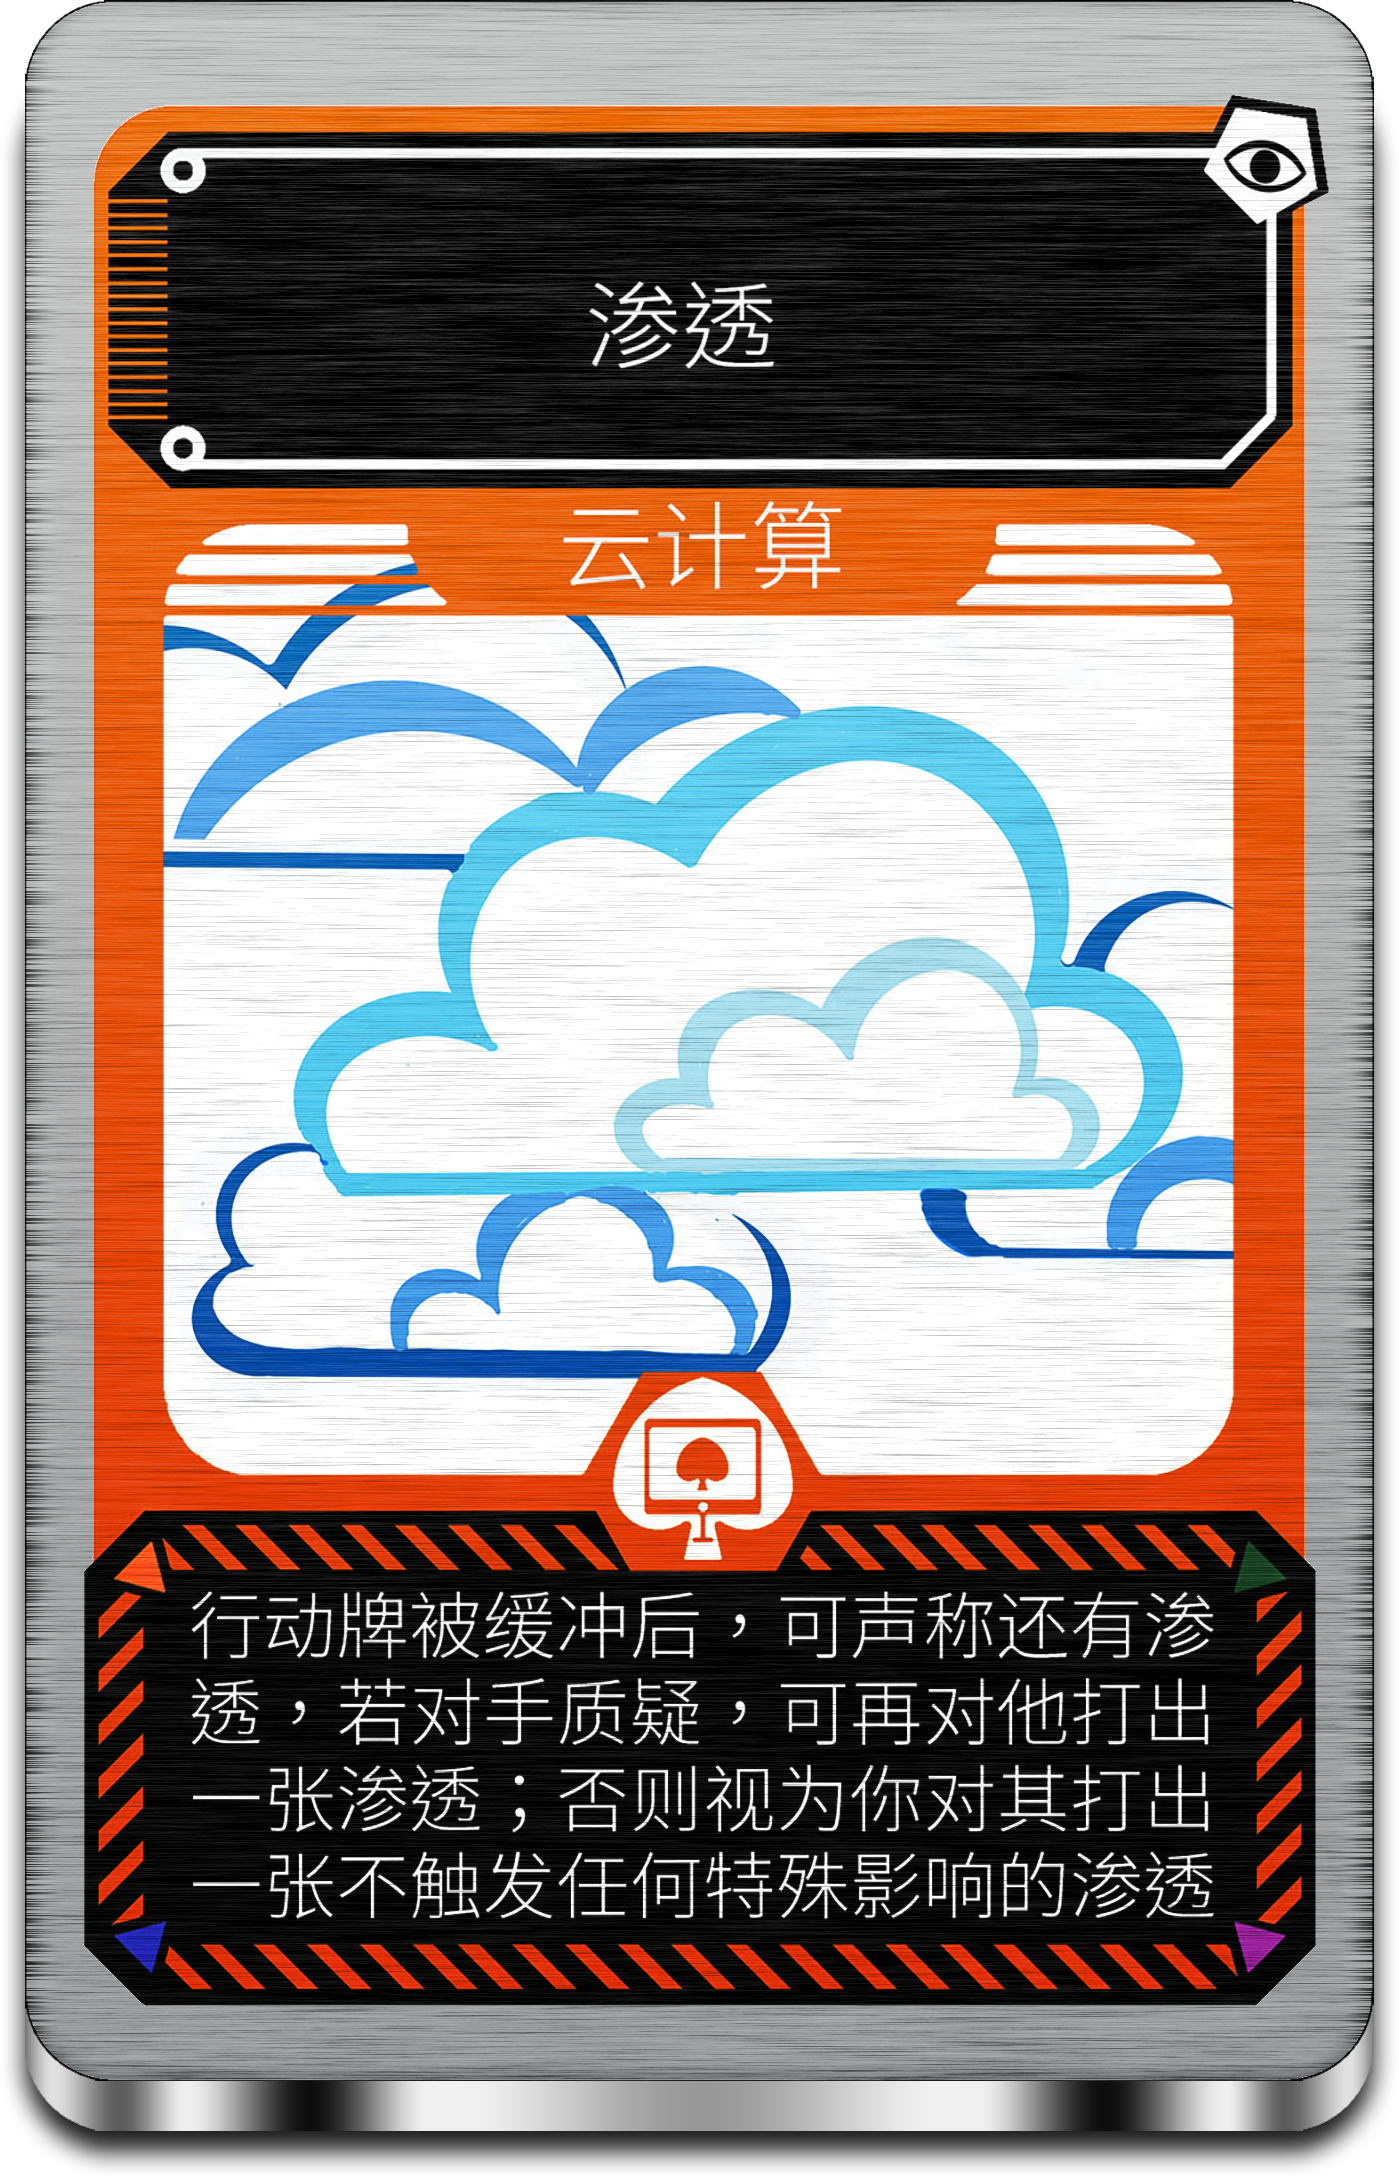 渗透
云计算
行动牌被缓冲后，可声称还有渗
透，若对手质疑，可再对他打出
一张渗透；否则视为你对其打出
一张不触发任何特殊影响的渗透